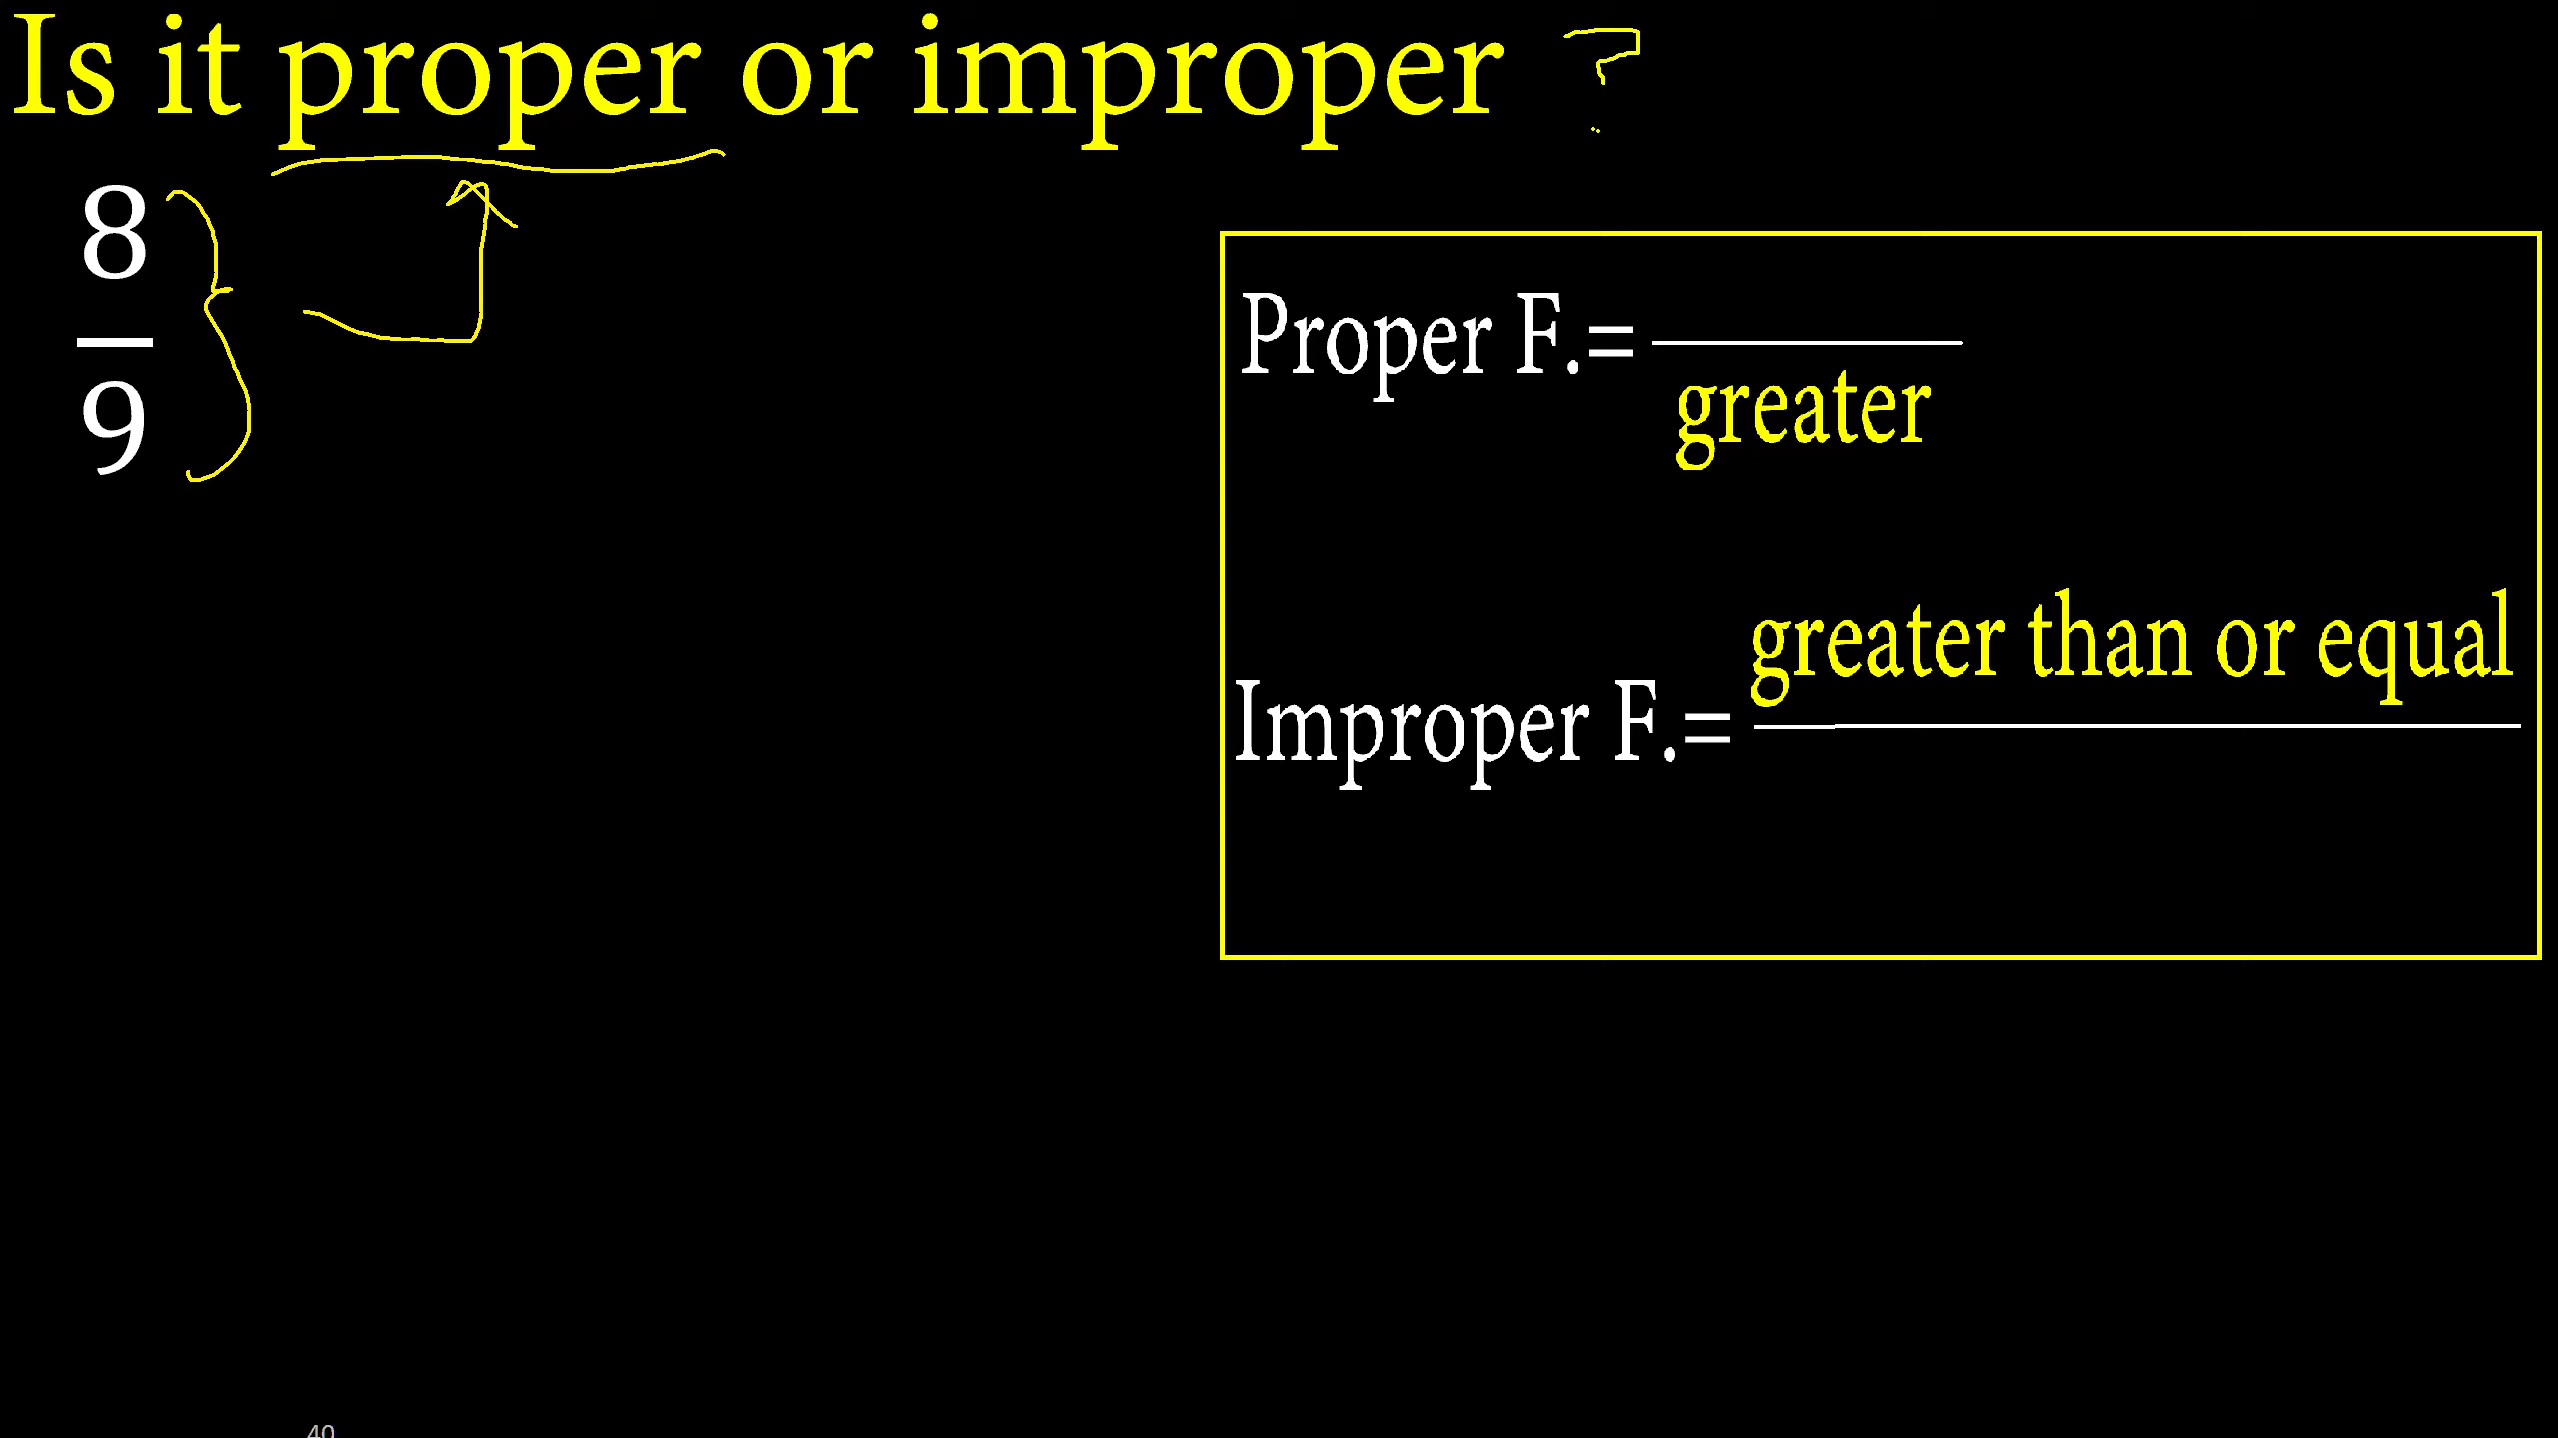 Is it proper or improper ?
8
9
Proper F.=
greater
greater than or equal
Improper F.=
40